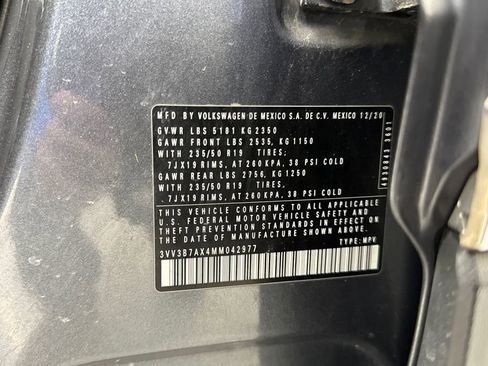 MFD BY VOLKSWAGEN DE MEXICO S.A. DE C.V. MEXICO 12/20
GVWR LBS 5181 KG 2350
GAWR FRONT LBS 2535, KG 1150
WITH 235/50 R19 TIRES,
7JX19 RIMS, AT 260 KPA, 38 PSI COLD
GAWR REAR LBS 2756, KG 1250
WITH 235/50 R19 TIRES,
7JX19 RIMS, AT 260 KPA, 38 PSI COLD
THIS VEHICLE CONFORMS TO ALL APPLICABLE
U.S. FEDERAL MOTOR VEHICLE SAFETY AND
THEFT PREVENTION STANDARDS IN EFFECT ON
THE DATE OF MANUFACTURE SHOWN ABOVE.
3VV3B7AX4MM042977 TYPE: MPV
4930843 3601